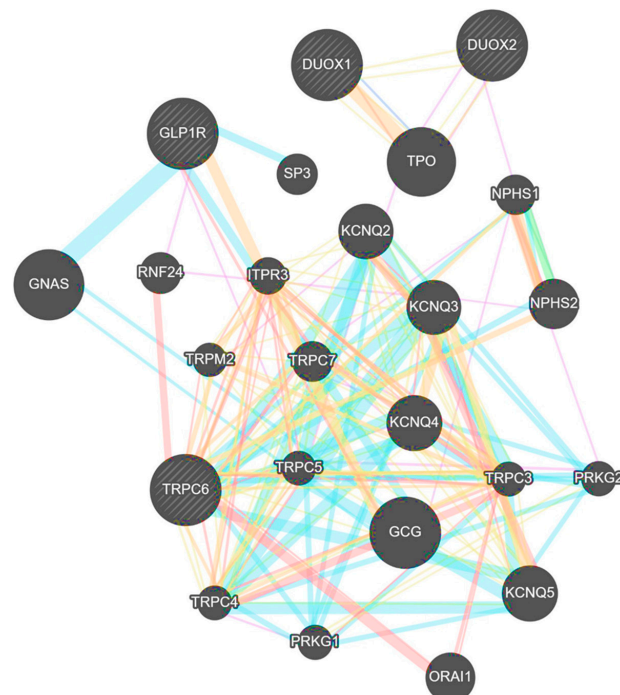 DUOX2
DUOX1
GLP1R
TPO
SP3
NPHS1
KCNQ2
RNF24
ITPR3
GNAS
KCNQ3
NPHS2
TRPM2
TRPC7
KCNQ4
TRPC5
TRPC3
PRKG2
TRPC6
GCG
KCNQ5
TRPC4
PRKG1
ORAI1